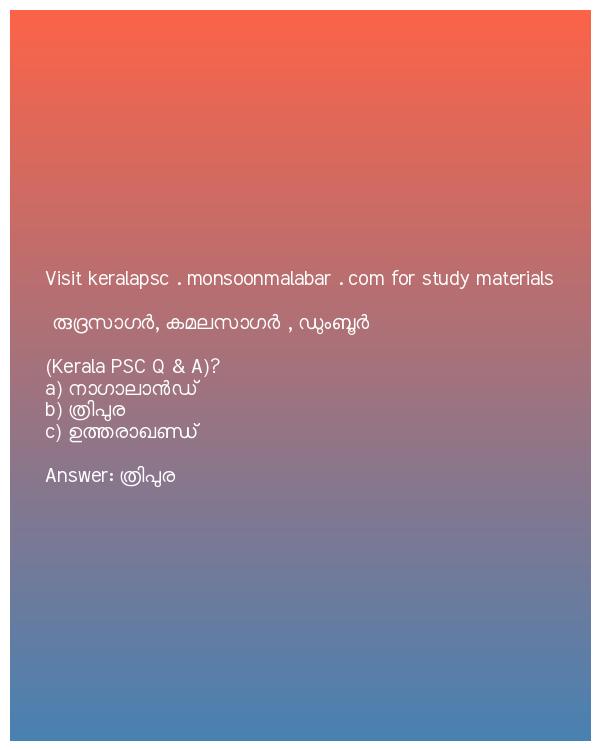 Visit keralapsc . monsoonmalabar . com for study materials
രുദ്രസാഗർ, കമലസാഗർ , ഡുംബൂർ
(Kerala PSC Q & A)?
a) നാഗാലാൻഡ്
b) ത്രിപുര
c) ഉത്തരാഖണ്ഡ്
Answer: ത്രിപുര